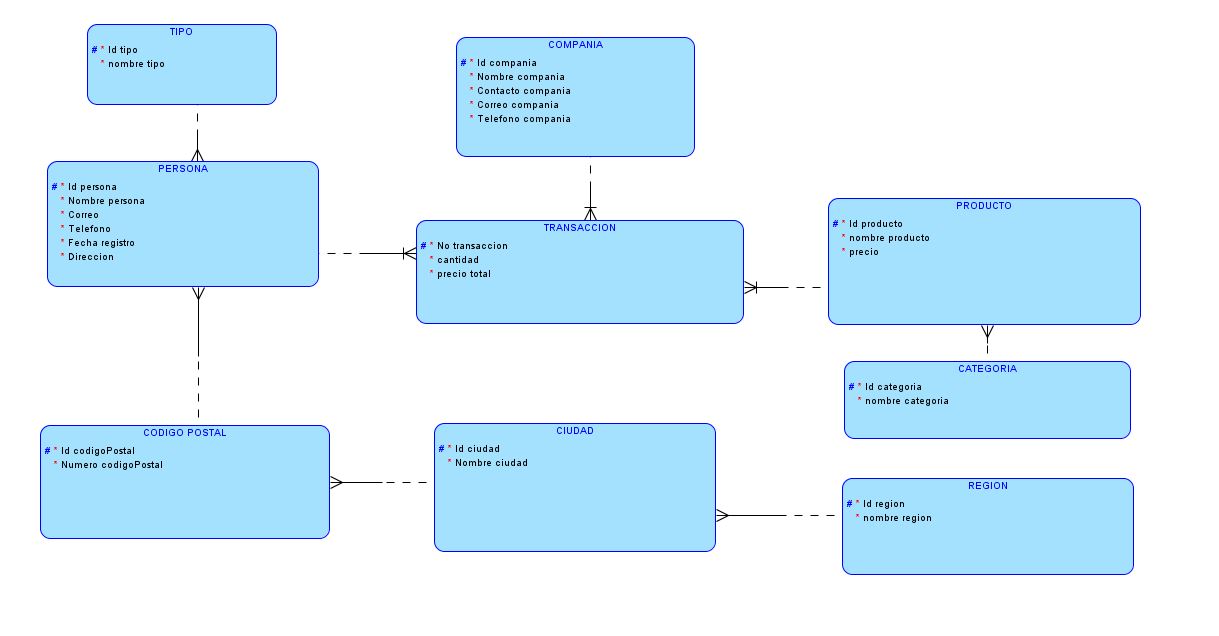 TIPO
# * Id tipo
* nombre tipo
COMPANIA
# * Id compania
* Nombre compania
* Contacto compania
* Correo compania
* Telefono compania
PERSONA
# * Id persona
* Nombre persona
* Correo
* Telefono
* Fecha registro
* Direccion
TRANSACCION
# * No transaccion
* cantidad
* precio total
PRODUCTO
# * Id producto
* nombre producto
* precio
CATEGORIA
# * Id categoria
* nombre categoria
CODIGO POSTAL
# * Id codigoPostal
* Numero codigoPostal
CIUDAD
# * Id ciudad
* Nombre ciudad
REGION
# * Id region
* nombre region